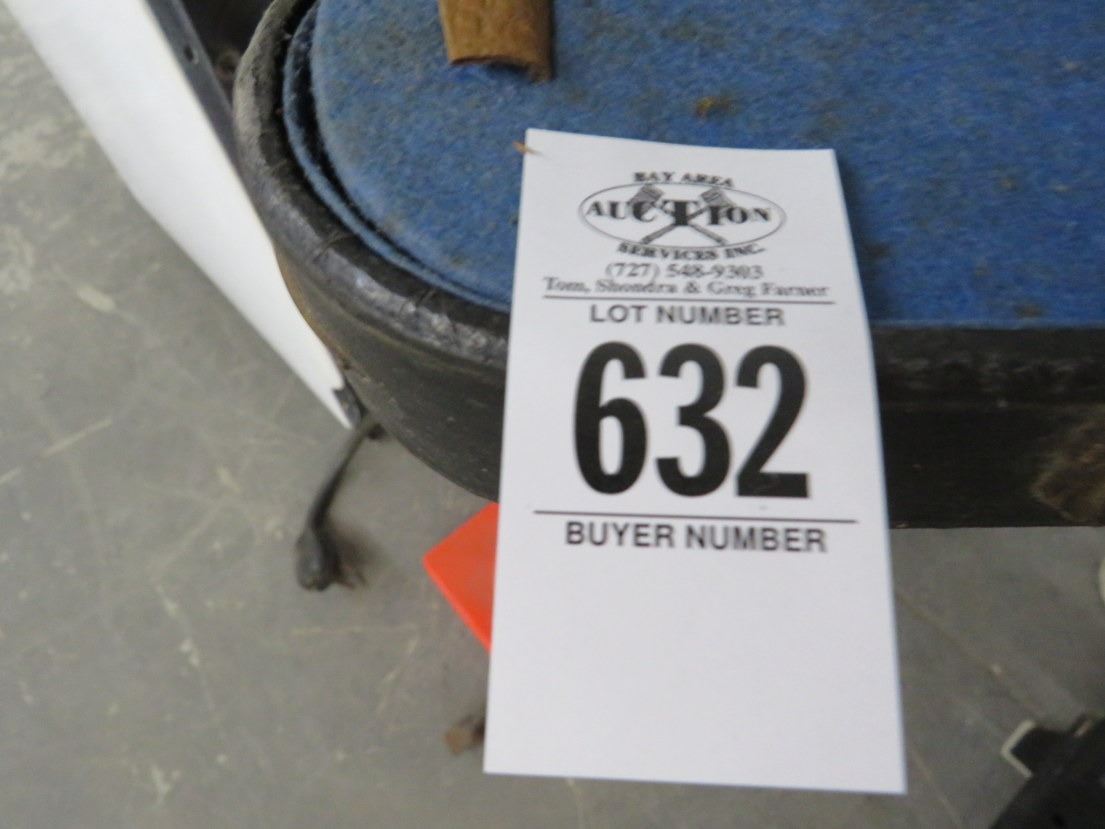 BAY AREA
AUCTION
SERVICES INC.
(727) 548-9303
Tom, Shondra & Greg Farner
LOT NUMBER
632
BUYER NUMBER